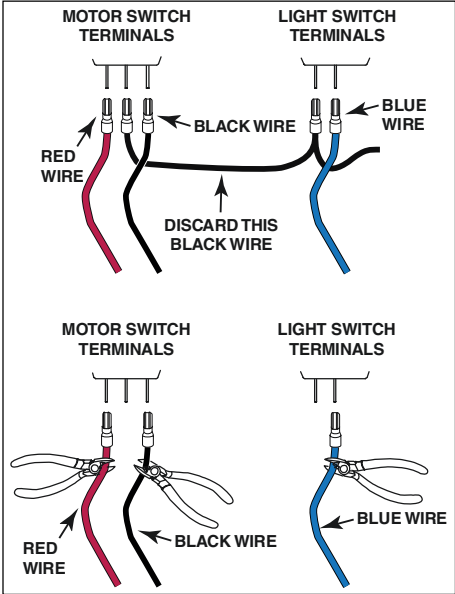 MOTOR SWITCH
TERMINALS
LIGHT SWITCH
TERMINALS
RED
WIRE
BLACK WIRE
BLUE
WIRE
DISCARD THIS
BLACK WIRE
MOTOR SWITCH
TERMINALS
LIGHT SWITCH
TERMINALS
RED
WIRE
BLACK WIRE
BLUE WIRE